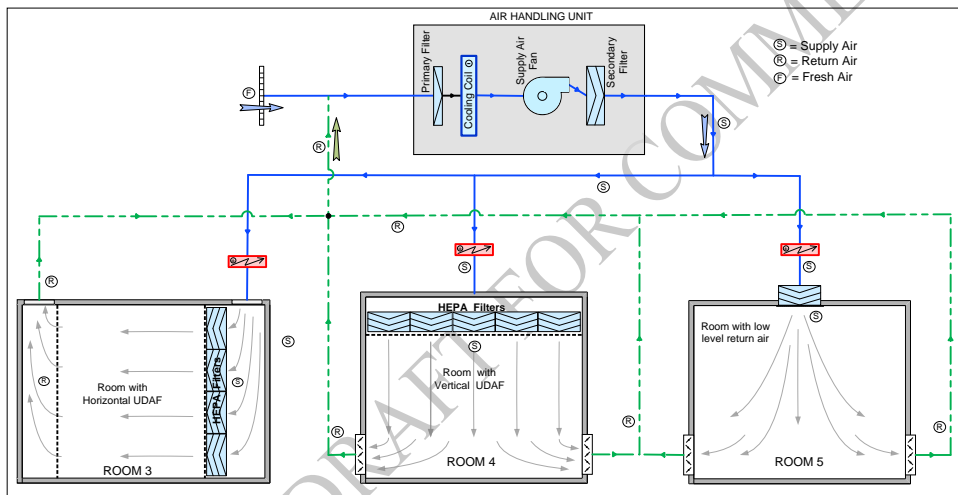 AIR HANDLING UNIT
Ⓢ = Supply Air
Ⓡ = Return Air
Ⓕ = Fresh Air
Primary Filter
Cooling Coil
Supply Air
Fan
Secondary
Filter
F
S
R
S
R
R
S
S
HEPA Filters
S
S
S
Room with low
level return air
R
Room with
Horizontal UDAF
HEPA Filters
S
Room with
Vertical UDAF
R
R
R
ROOM 3
ROOM 4
ROOM 5
DRAFT FOR COMME